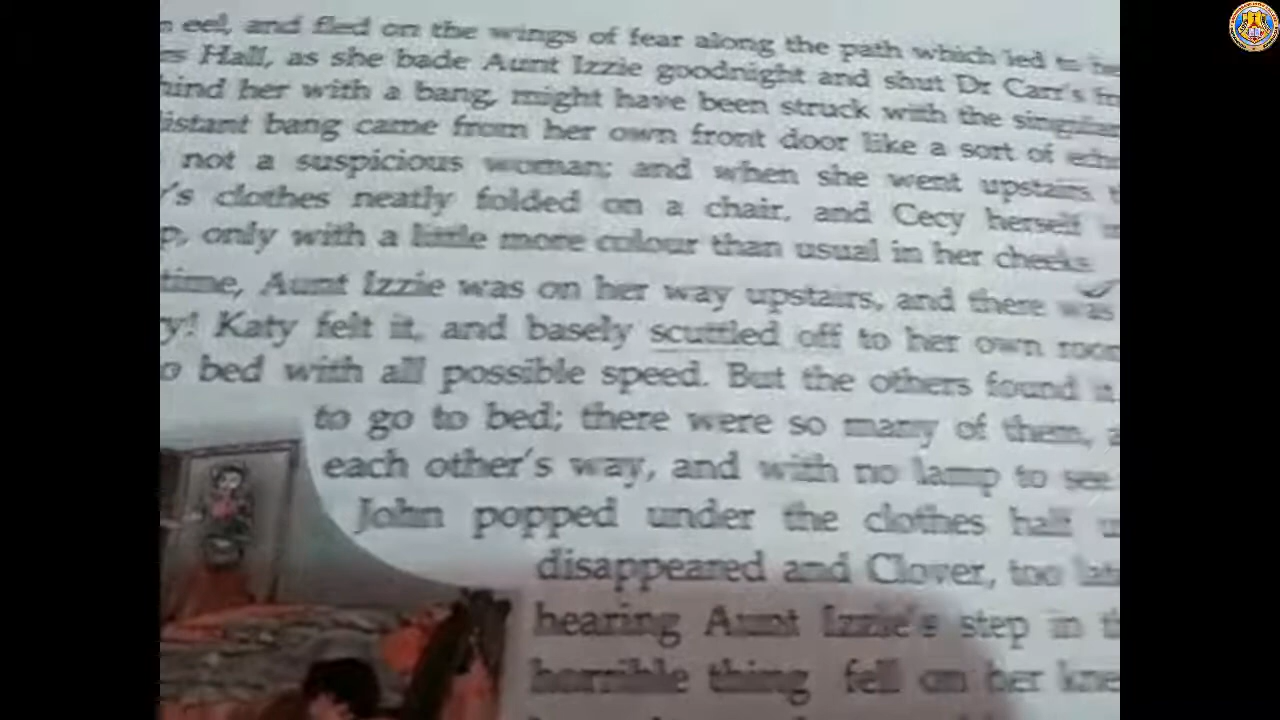 eel, and fled on the wings of fear along the path which led to
Hall, as she bade Aunt Izzie goodnight and shut Dr Carr's
her with a bang, might have been struck with the
bang came from her own front door like a sort of
not a suspicious woman; and when she went upstairs
's clothes neatly folded on a chair, and Cecy herself
only with a little more colour than usual in her cheeks
time, Aunt Izzie was on her way upstairs, and there was
Katy felt it, and basely scuttled off to her own
bed with all possible speed. But the others found
to go to bed; there were so many of them,
each other's way, and with no lamp to see
John popped under the clothes half
disappeared and Clover, too
hearing Aunt Izzie's step in
horrible thing fell on her